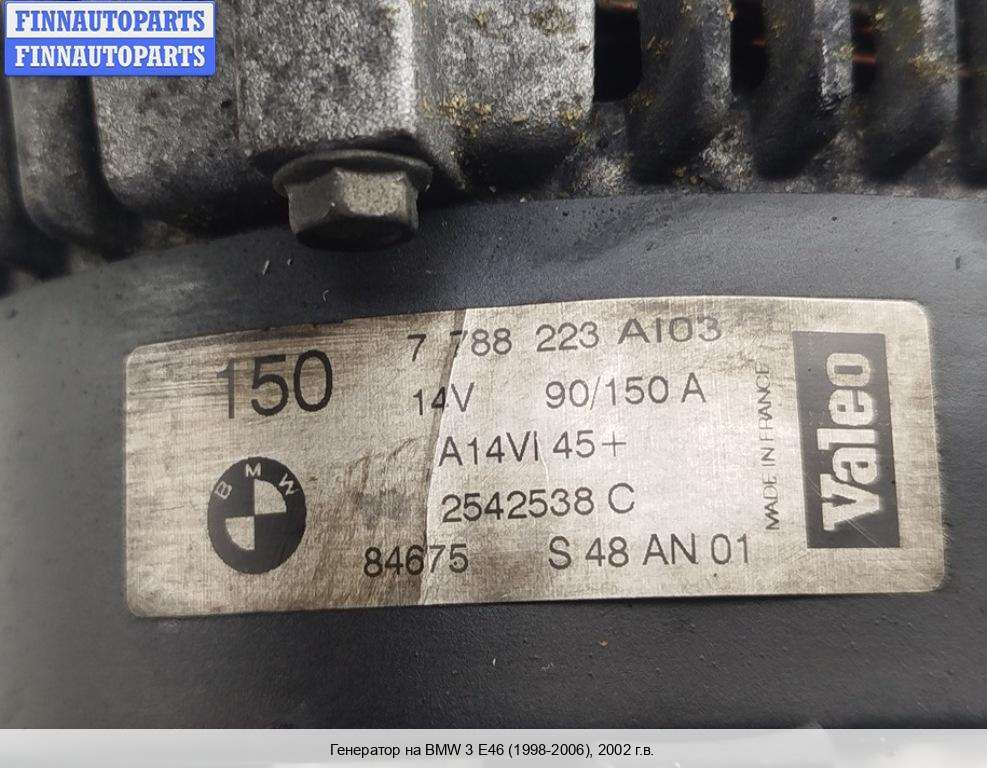 FINNAUTOPARTS
FINNAUTOPARTS
7 788 223 AI03
150
14V 90/150 A
A14VI 45+
2542538 C
84675 S 48 AN 01
BMW
MADE IN FRANCE
Valeo
Генератор на BMW 3 E46 (1998-2006), 2002 г.в.